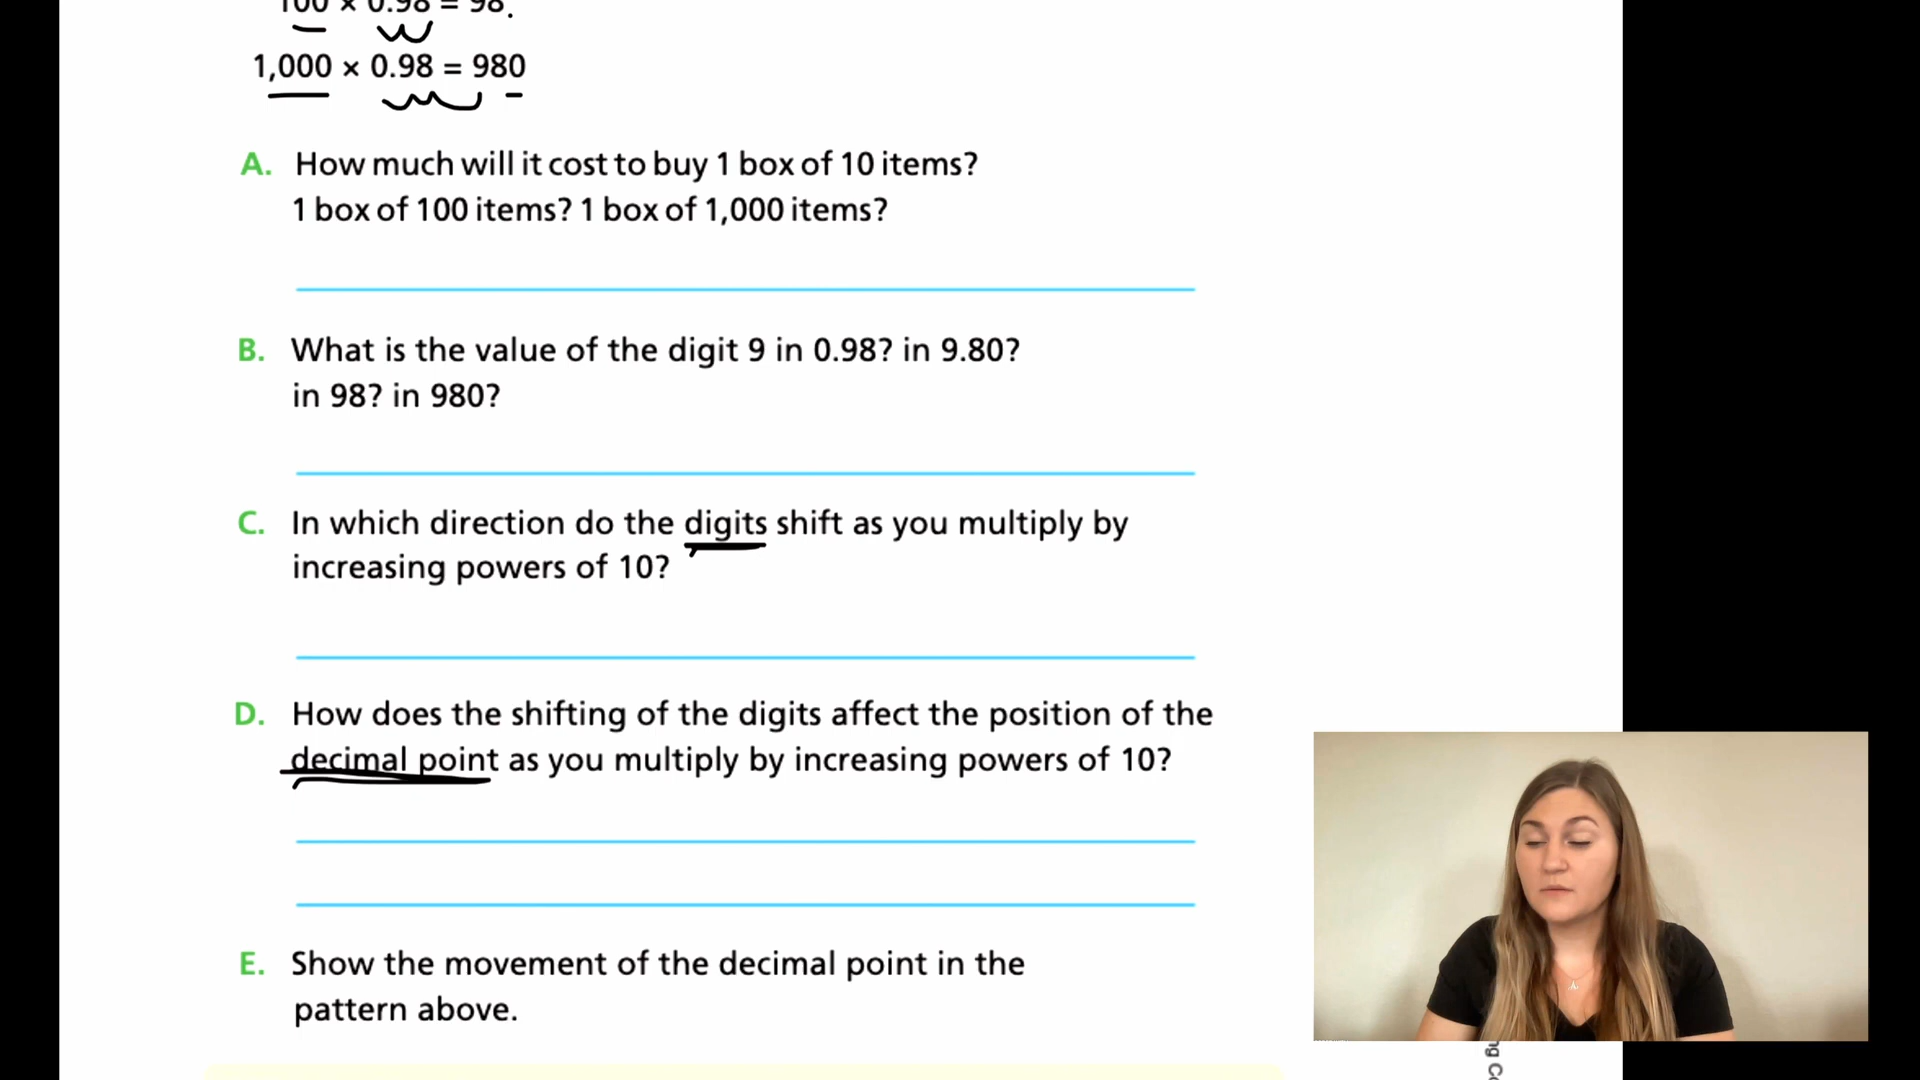 100 × 0.98 = 98.
1,000 × 0.98 = 980
A. How much will it cost to buy 1 box of 10 items?
1 box of 100 items? 1 box of 1,000 items?
B. What is the value of the digit 9 in 0.98? in 9.80?
in 98? in 980?
C. In which direction do the digits shift as you multiply by
increasing powers of 10?
D. How does the shifting of the digits affect the position of the
decimal point as you multiply by increasing powers of 10?
E. Show the movement of the decimal point in the
pattern above.